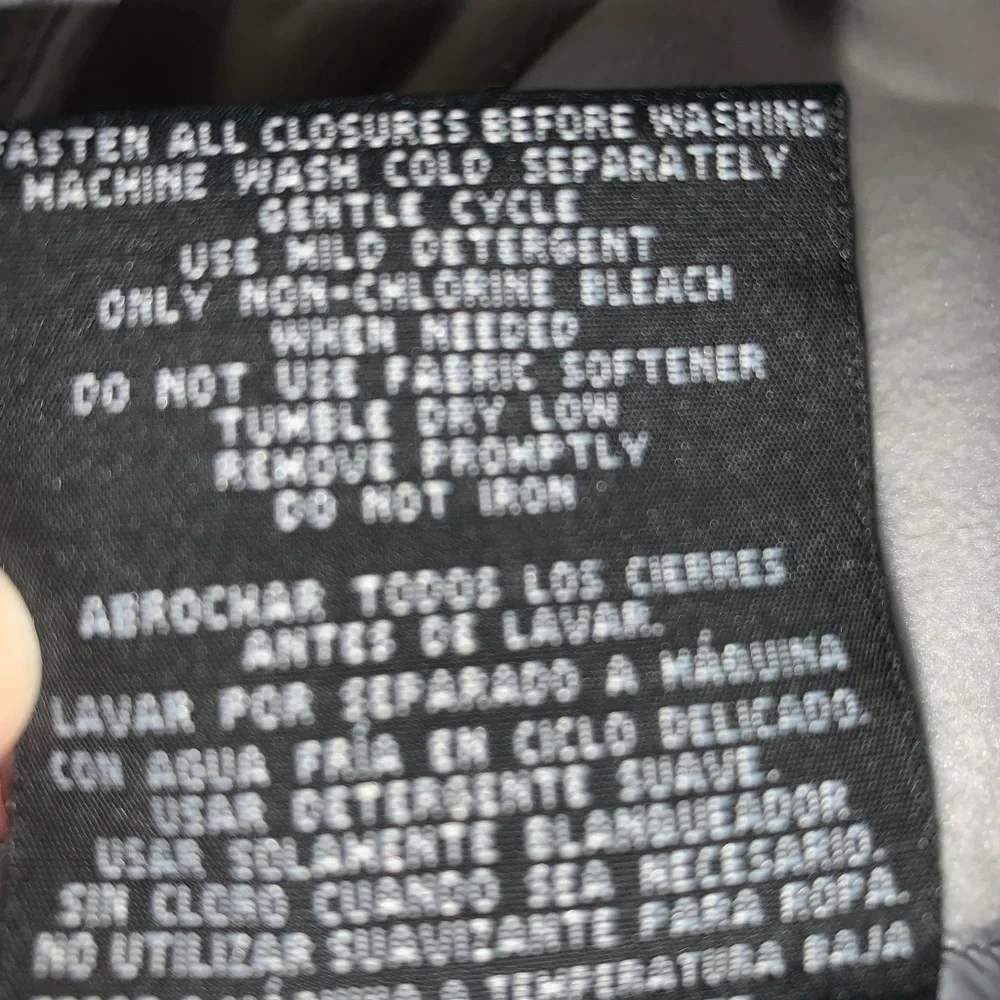 FASTEN ALL CLOSURES BEFORE WASHING
MACHINE WASH COLD SEPARATELY
GENTLE CYCLE
USE MILD DETERGENT
ONLY NON-CHLORINE BLEACH
WHEN NEEDED
DO NOT USE FABRIC SOFTENER
TUMBLE DRY LOW
REMOVE PROMPTLY
DO NOT IRON
ABROCHAR TODOS LOS CIERRES
ANTES DE LAVAR.
LAVAR POR SEPARADO A MÁQUINA
CON AGUA FRÍA EN CICLO DELICADO.
USAR DETERGENTE SUAVE.
USAR SOLAMENTE BLANQUEADOR
SIN CLORO CUANDO SEA NECESARIO.
NO UTILIZAR SUAVIZANTE PARA ROPA.
A TEMPERATURA BAJA